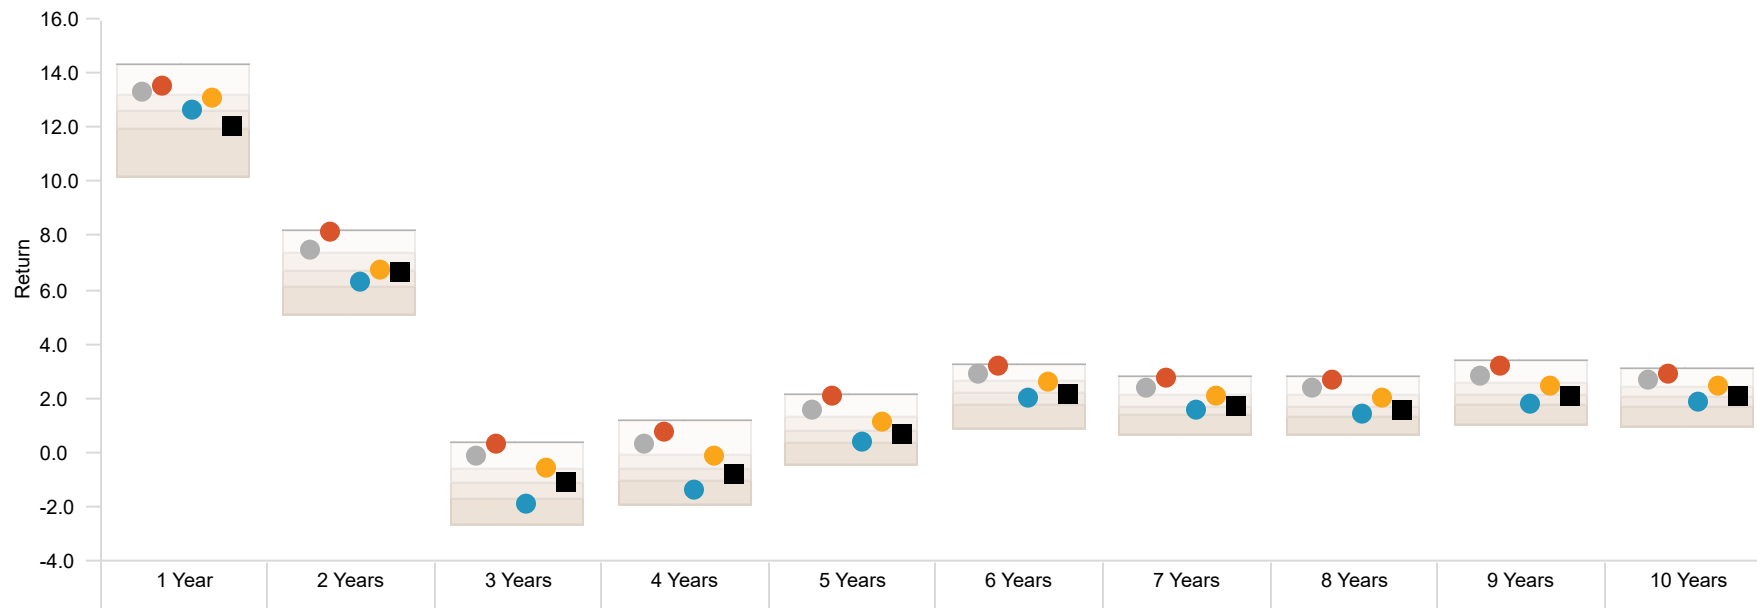 16.0
14.0
12.0
10.0
8.0
6.0
4.0
2.0
0.0
-2.0
-4.0
Return
1 Year
2 Years
3 Years
4 Years
5 Years
6 Years
7 Years
8 Years
9 Years
10 Years